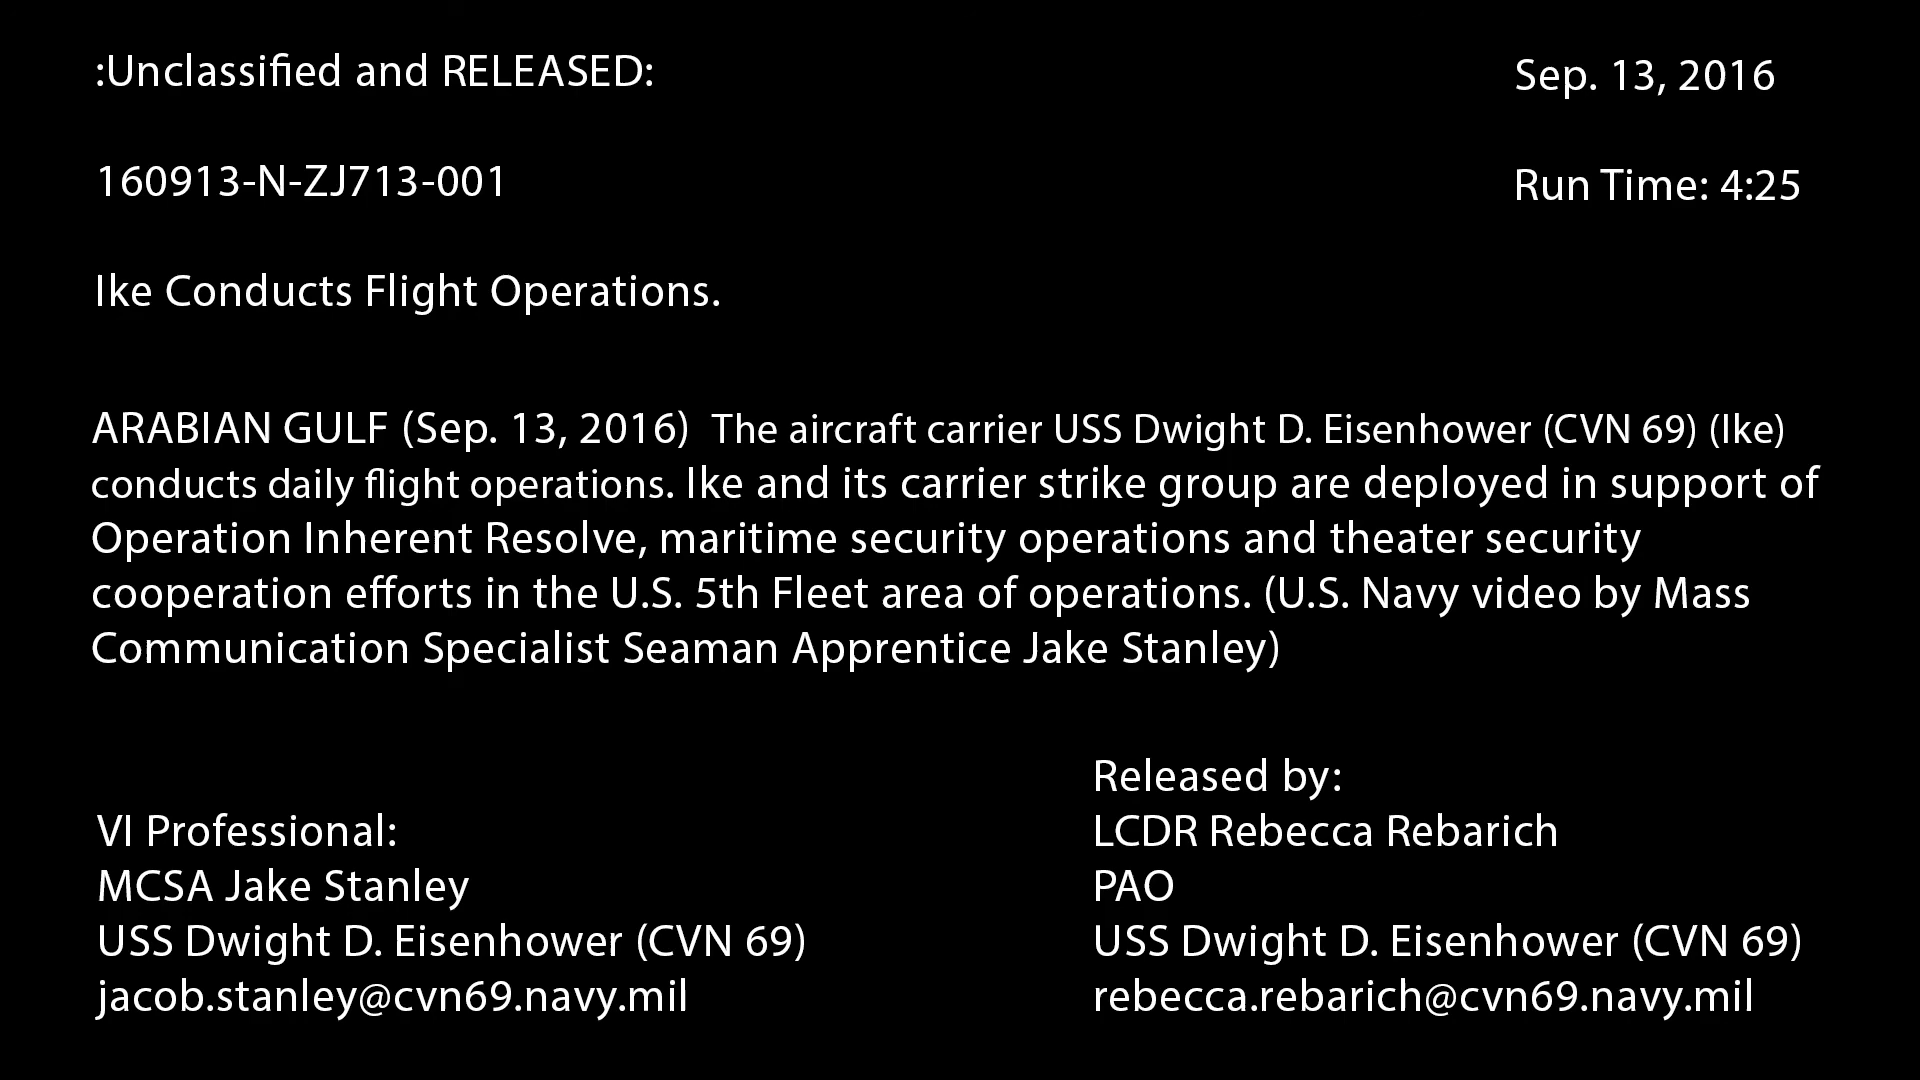 :Unclassified and RELEASED:
Sep. 13, 2016
160913-N-ZJ713-001
Run Time: 4:25
Ike Conducts Flight Operations.
ARABIAN GULF (Sep. 13, 2016)  The aircraft carrier USS Dwight D. Eisenhower (CVN 69) (Ike)
conducts daily flight operations. Ike and its carrier strike group are deployed in support of
Operation Inherent Resolve, maritime security operations and theater security
cooperation efforts in the U.S. 5th Fleet area of operations. (U.S. Navy video by Mass
Communication Specialist Seaman Apprentice Jake Stanley)
VI Professional:
MCSA Jake Stanley
USS Dwight D. Eisenhower (CVN 69)
jacob.stanley@cvn69.navy.mil
Released by:
LCDR Rebecca Rebarich
PAO
USS Dwight D. Eisenhower (CVN 69)
rebecca.rebarich@cvn69.navy.mil